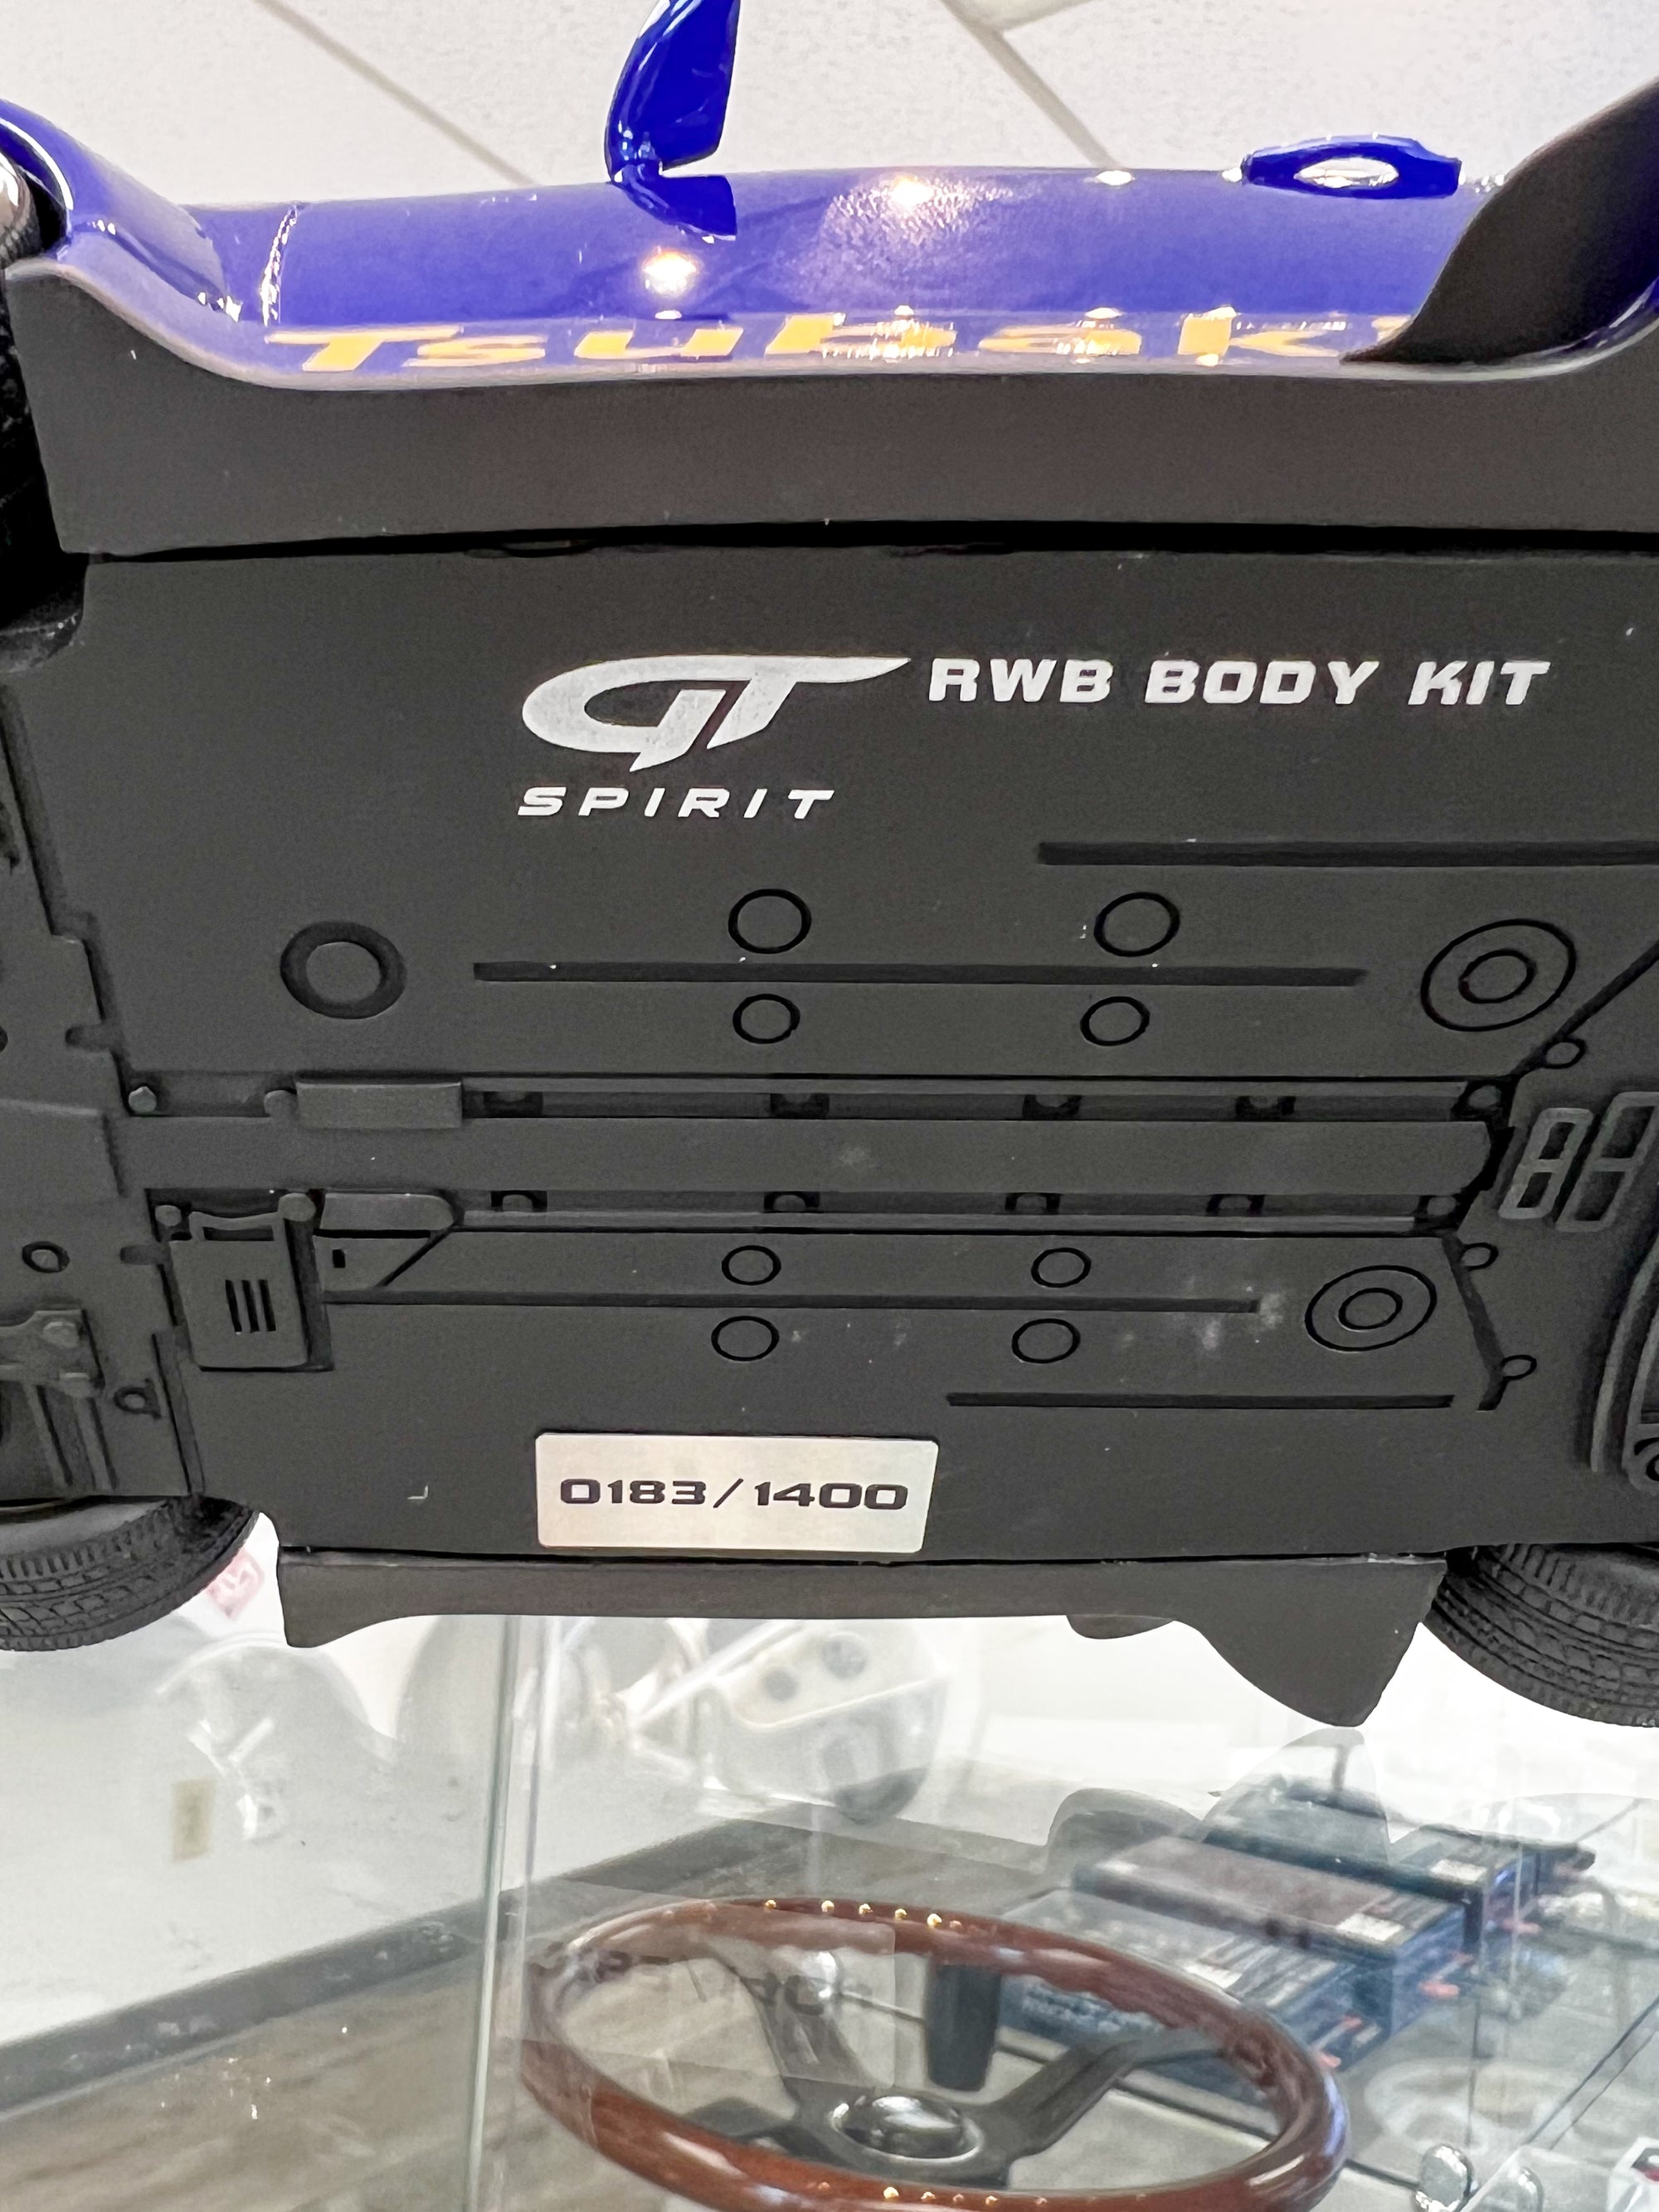 Tsubaki
GT RWB BODY KIT
SPIRIT
0183/1400